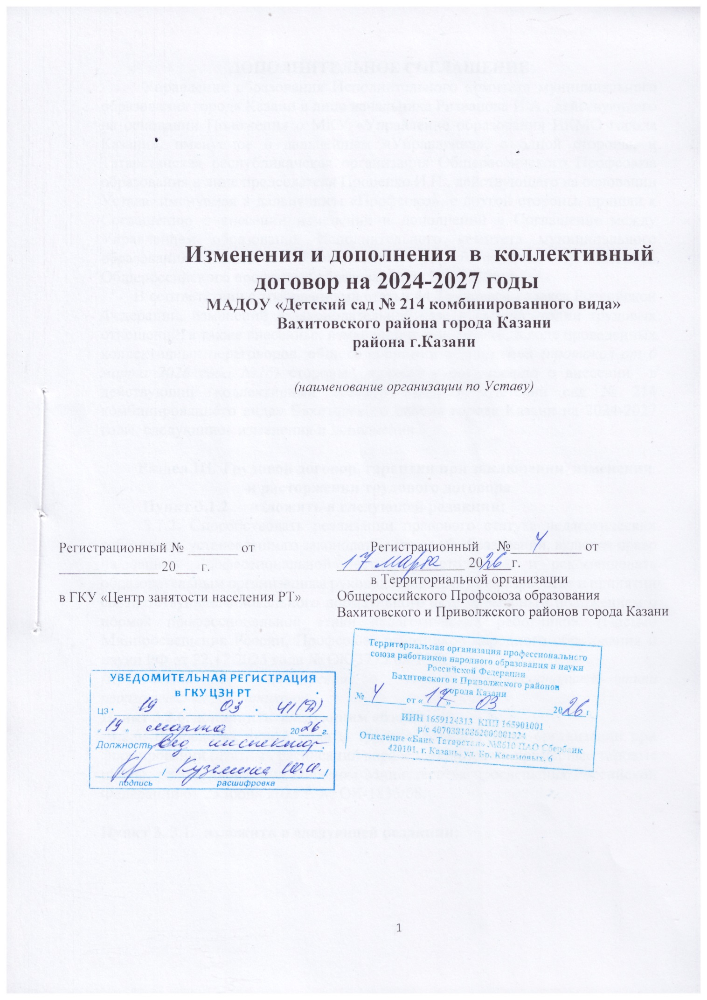 Изменения и дополнения в коллективный
договор на 2024-2027 годы
МАДОУ «Детский сад № 214 комбинированного вида»
Вахитовского района города Казани
района г.Казани
(наименование организации по Уставу)
Регистрационный № ________ от
________________ 20___ г.
в ГКУ «Центр занятости населения РТ»
Регистрационный № 4 от
17 марта 2026 г.
в Территориальной организации
Общероссийского Профсоюза образования
Вахитовского и Приволжского районов города Казани
УВЕДОМИТЕЛЬНАЯ РЕГИСТРАЦИЯ
в ГКУ ЦЗН РТ
ЦЗ • 19 • 03 • 41(Д)
« 19 » марта 2026 г.
Должность Вед инспектор.
/ Кузьмина Ю.И. /
подпись расшифровка
Территориальная организация профессионального
союза работников народного образования и науки
Российской Федерации
Вахитовского и Приволжского районов
города Казани
№ 4 от « 17 » 03 2026 г
ИНН 1659124313 КПП 165901001
р/с
Отделение «Банк Татарстан» №8610 ПАО Сбербанк
420101, г. Казань, ул. Бр. Касимовых, 6
1